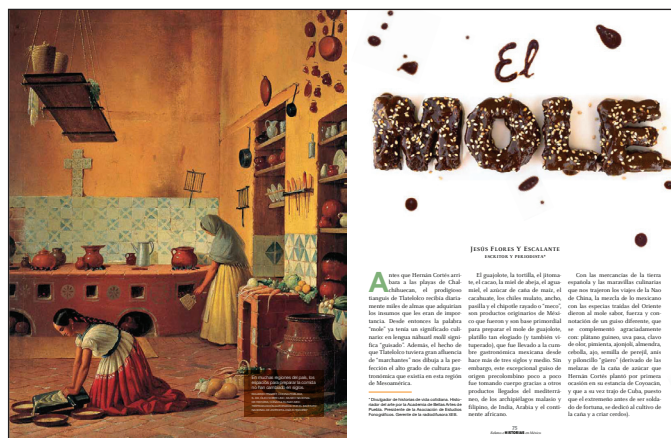 El
MOLE
JESÚS FLORES Y ESCALANTE
ESCRITOR Y PERIODISTA*
Antes que Hernán Cortés arri-
bara a las playas de Chal-
chihuecan, el prodigioso
tianguis de Tlatelolco recibía diaria-
mente miles de almas que adquirían
los insumos que les eran de impor-
tancia. Desde entonces la palabra
"mole" ya tenía un significado culi-
nario: en lengua náhuatl molli signi-
fica "guisado". Además, el hecho de
que Tlatelolco tuviera gran afluencia
de "marchantes" nos dibuja a la per-
fección el alto grado de cultura gas-
tronómica que existía en esta región
de Mesoamérica.
*Divulgador de historias de vida cotidiana. Histo-
riador del arte por la Academia de Bellas Artes de
Puebla. Presidente de la Asociación de Estudios
Fonográficos. Gerente de la radiodifusora XEB.
El guajolote, la tortilla, el jitoma-
te, el cacao, la miel de abeja, el agua-
miel, el azúcar de caña de maíz, el
cacahuate, los chiles mulato, ancho,
pasilla y el chipotle rayado o "meco",
son productos originarios de Méxi-
co que fueron y son base primordial
para preparar el mole de guajolote,
platillo tan elogiado (y también vi-
tuperado), que fue llevado a la cum-
bre gastronómica mexicana desde
hace más de tres siglos y medio. Sin
embargo, este excepcional guiso de
origen precolombino poco a poco
fue tomando cuerpo gracias a otros
productos llegados del mediterrá-
neo, de los archipiélagos malayo y
filipino, de India, Arabia y el conti-
nente africano.
Con las mercancías de la tierra
española y las maravillas culinarias
que nos trajeron los viajes de la Nao
de China, la mezcla de lo mexicano
con las especias traídas del Oriente
dieron al mole sabor, fuerza y con-
notación de un guiso diferente, que
se complementó agraciadamente
con: plátano guineo, uva pasa, clavo
de olor, pimienta, ajonjolí, almendra,
cebolla, ajo, semilla de perejil, anís
y piloncillo "güero" (derivado de las
melazas de la caña de azúcar que
Hernán Cortés plantó por primera
ocasión en su estancia de Coyoacán,
y que a su vez trajo de Cuba, puesto
que el extremeño antes de ser solda-
do de fortuna, se dedicó al cultivo de
la caña y a criar cerdos).
En muchas regiones del país, los
espacios para preparar la comida
no han cambiado en siglos.